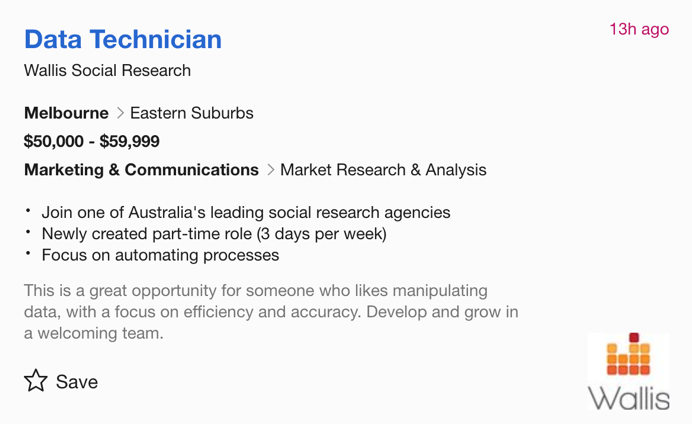 Data Technician
13h ago
Wallis Social Research
Melbourne > Eastern Suburbs
$50,000 - $59,999
Marketing & Communications > Market Research & Analysis
• Join one of Australia's leading social research agencies
• Newly created part-time role (3 days per week)
• Focus on automating processes
This is a great opportunity for someone who likes manipulating
data, with a focus on efficiency and accuracy. Develop and grow in
a welcoming team.
Save
Wallis